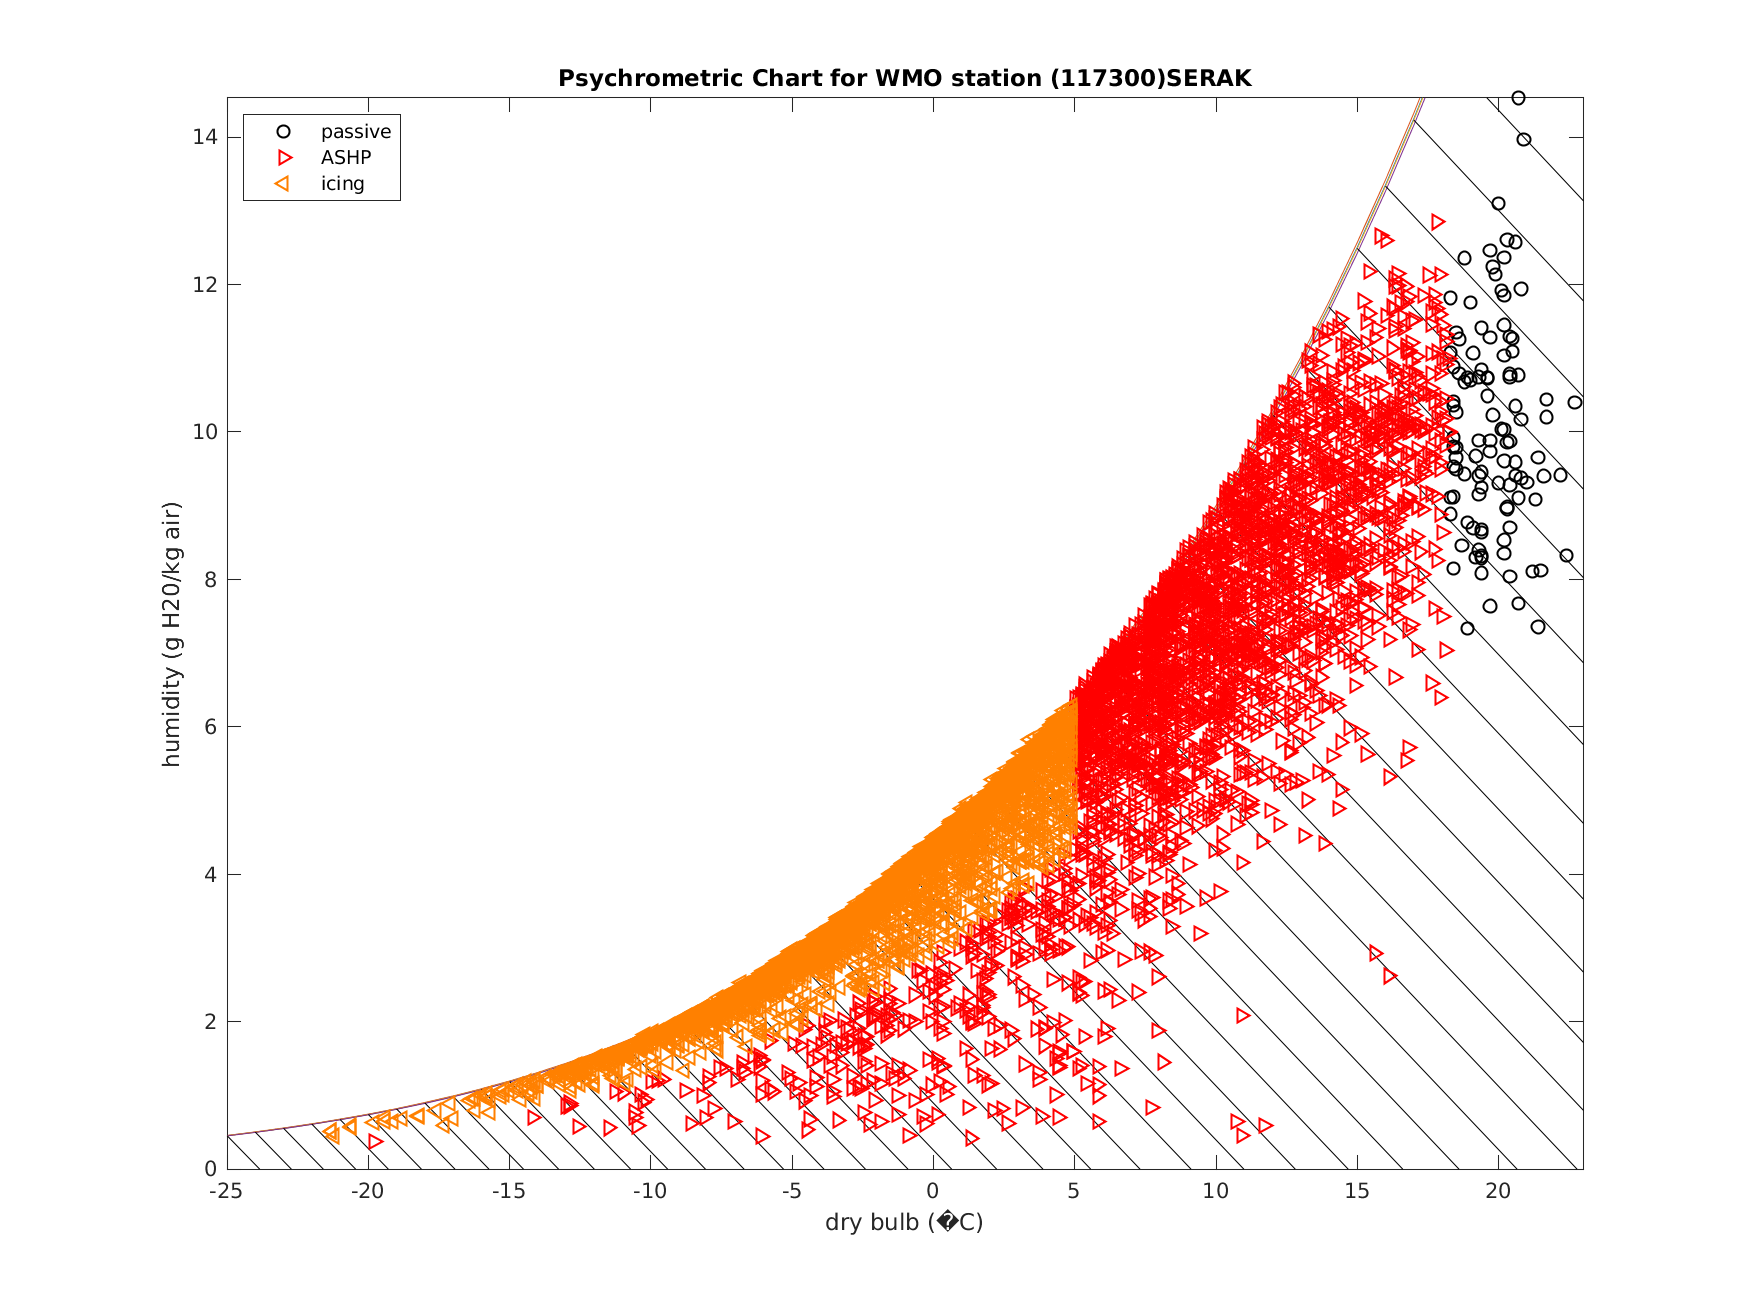 Psychrometric Chart for WMO station (117300)SERAK
passive
ASHP
icing
humidity (g H20/kg air)
14
12
10
8
6
4
2
0
-25 -20 -15 -10 -5 0 5 10 15 20
dry bulb (�C)